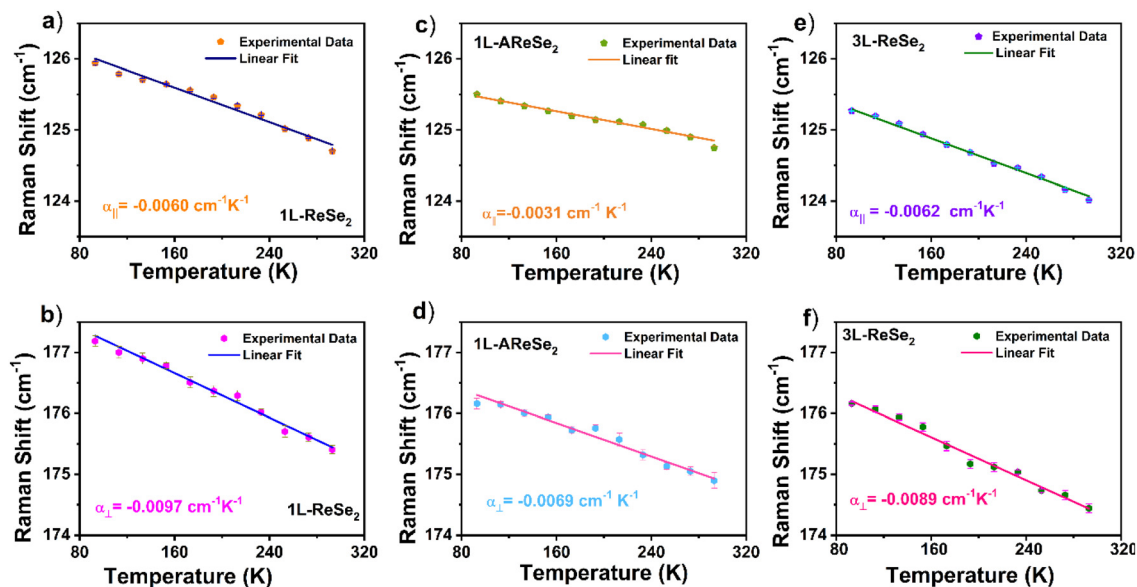 a)
Raman Shift (cm⁻¹)
126
125
124
Experimental Data
Linear Fit
α||= -0.0060 cm⁻¹K⁻¹
1L-ReSe₂
80 160 240 320
Temperature (K)
c)
Raman Shift (cm⁻¹)
126
125
124
1L-AReSe₂
Experimental Data
Linear fit
α||=-0.0031 cm⁻¹ K⁻¹
80 160 240 320
Temperature (K)
e)
Raman Shift (cm⁻¹)
126
125
124
3L-ReSe₂
Experimental Data
Linear Fit
α||= -0.0062 cm⁻¹K⁻¹
80 160 240 320
Temperature (K)
b)
Raman Shift (cm⁻¹)
177
176
175
174
Experimental Data
Linear Fit
α⊥= -0.0097 cm⁻¹K⁻¹
1L-ReSe₂
80 160 240 320
Temperature (K)
d)
Raman Shift (cm⁻¹)
177
176
175
174
1L-AReSe₂
Experimental Data
Linear Fit
α⊥= -0.0069 cm⁻¹K⁻¹
80 160 240 320
Temperature (K)
f)
Raman Shift (cm⁻¹)
177
176
175
174
3L-ReSe₂
Experimental Data
Linear Fit
α⊥= -0.0089 cm⁻¹K⁻¹
80 160 240 320
Temperature (K)